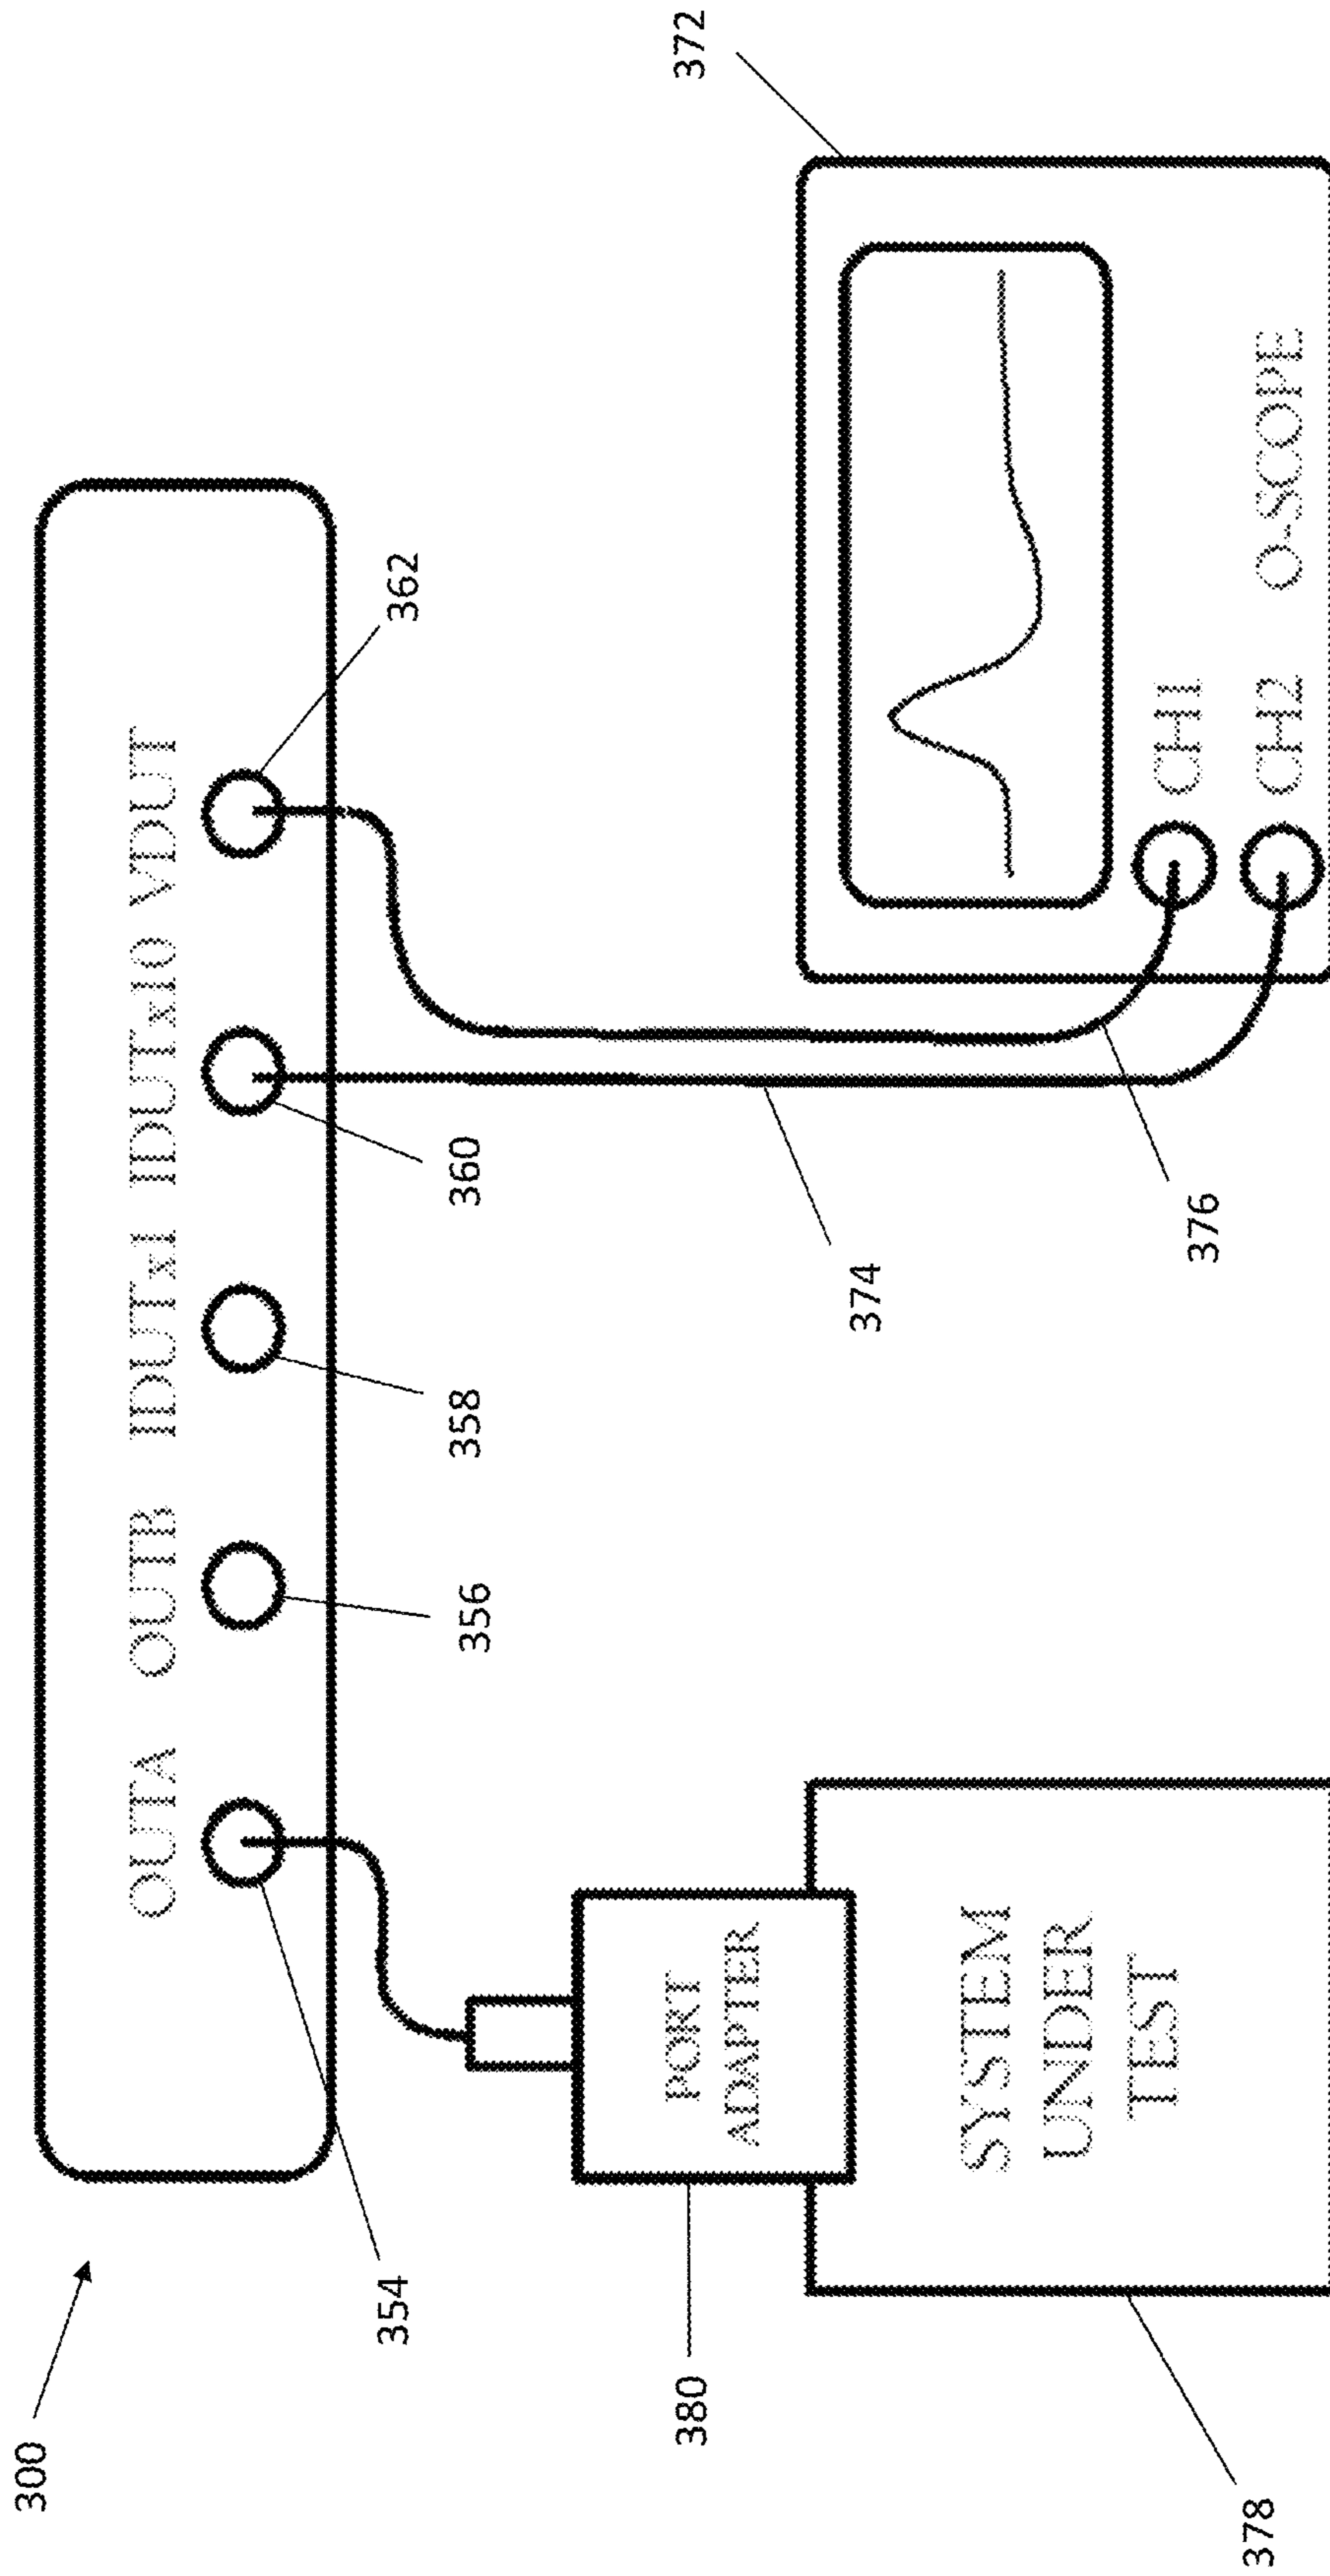 300
OUTA OUTB IDUTx1 IDUTx10 VDUT
354
356
358
360
362
380
PORT
ADAPTER
374
376
372
SYSTEM
UNDER
TEST
378
CH1
CH2 O-SCOPE